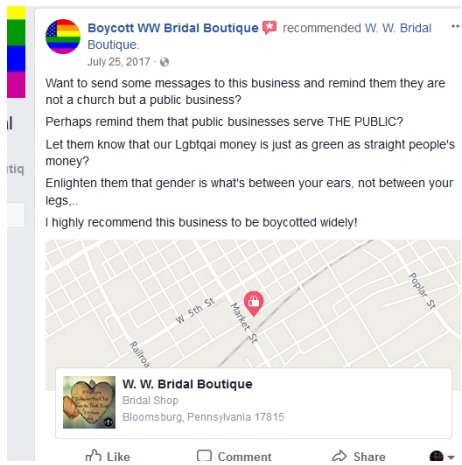 Boycott WW Bridal Boutique recommended W. W. Bridal ...
Boutique.
July 25, 2017 ·
Want to send some messages to this business and remind them they are
not a church but a public business?
Perhaps remind them that public businesses serve THE PUBLIC?
Let them know that our Lgbtqai money is just as green as straight people's
money?
Enlighten them that gender is what's between your ears, not between your
legs,..
I highly recommend this business to be boycotted widely!
l
tiq
W. 5th St
Market St
Poplar St
Railroa
W. W. Bridal Boutique
Bridal Shop
Bloomsburg, Pennsylvania 17815
Like Comment Share